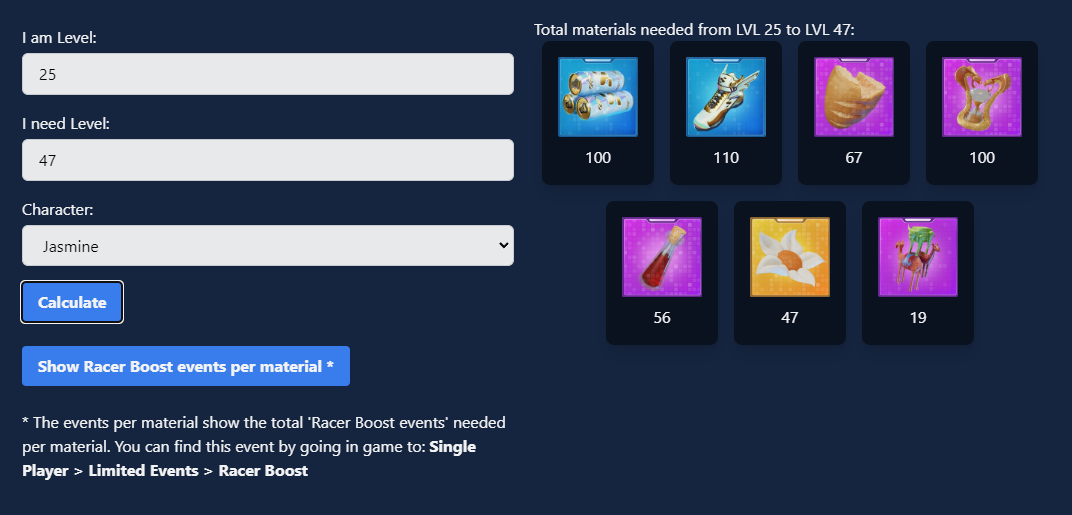 I am Level:
25
I need Level:
47
Character:
Jasmine
Calculate
Show Racer Boost events per material *
* The events per material show the total 'Racer Boost events' needed
per material. You can find this event by going in game to: Single
Player > Limited Events > Racer Boost
Total materials needed from LVL 25 to LVL 47:
100 110 67 100
56 47 19